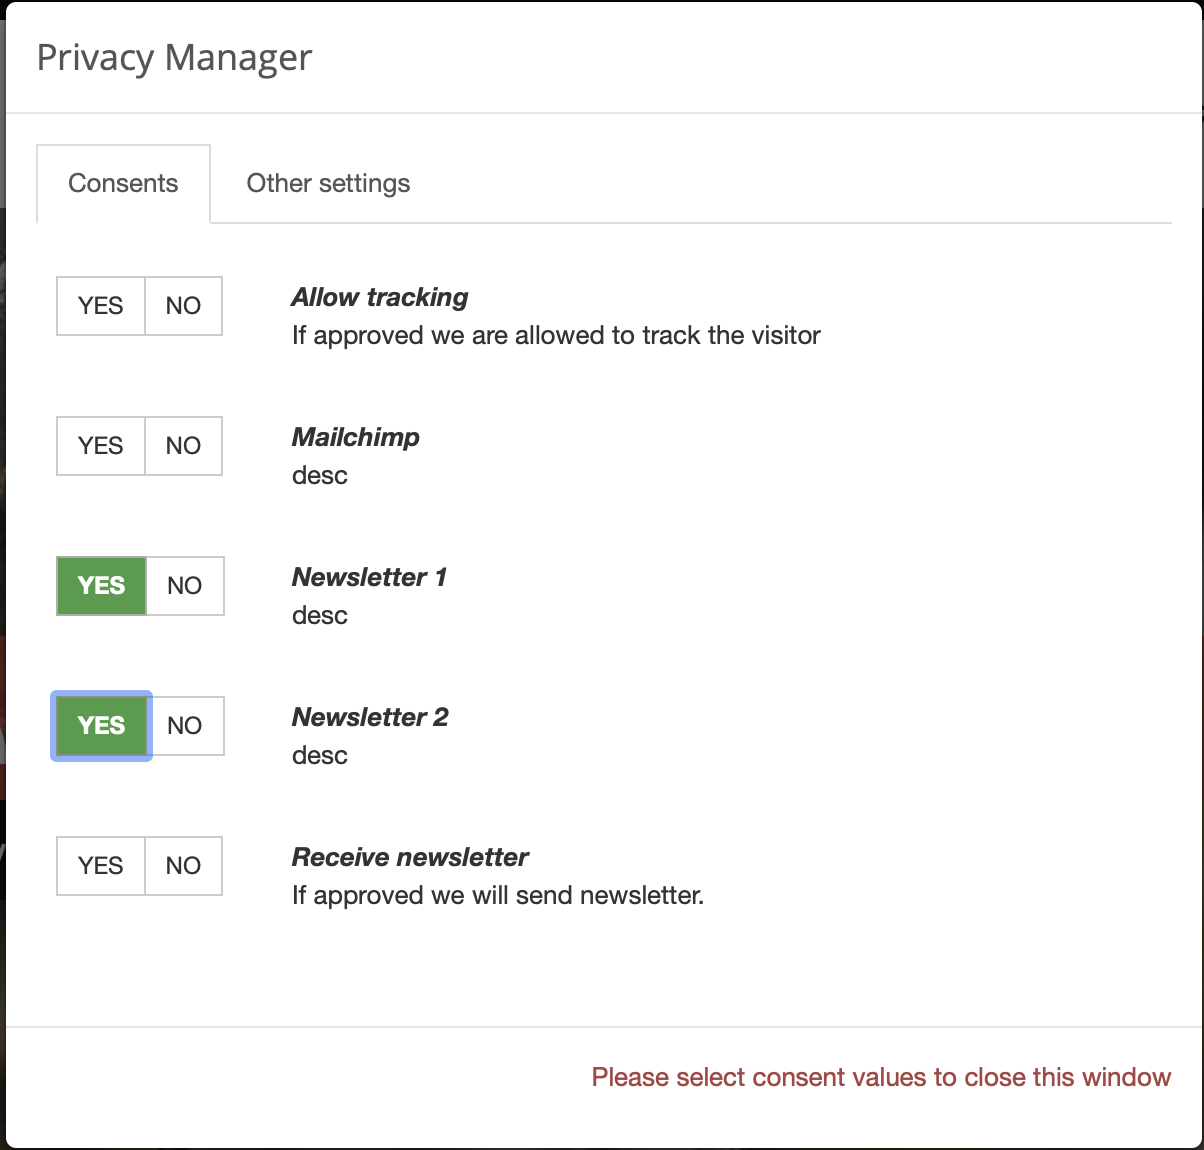 Privacy Manager
Consents
Other settings
YES NO
Allow tracking
If approved we are allowed to track the visitor
YES NO
Mailchimp
desc
YES NO
Newsletter 1
desc
YES NO
Newsletter 2
desc
YES NO
Receive newsletter
If approved we will send newsletter.
Please select consent values to close this window